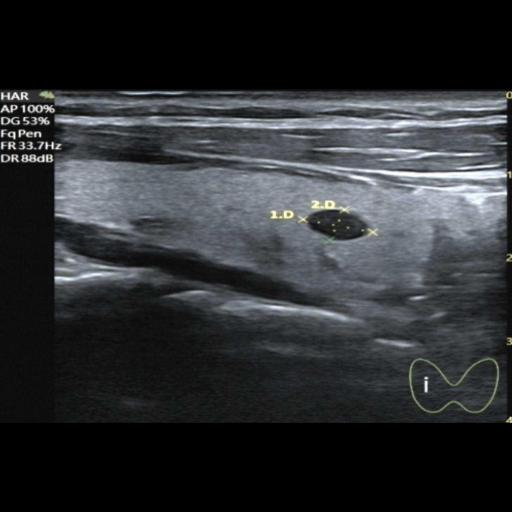 HAR
AP 100%
DG 53%
Fq Pen
FR 33.7Hz
DR 88dB
0
1
2.D
1.D
2
3
i
4